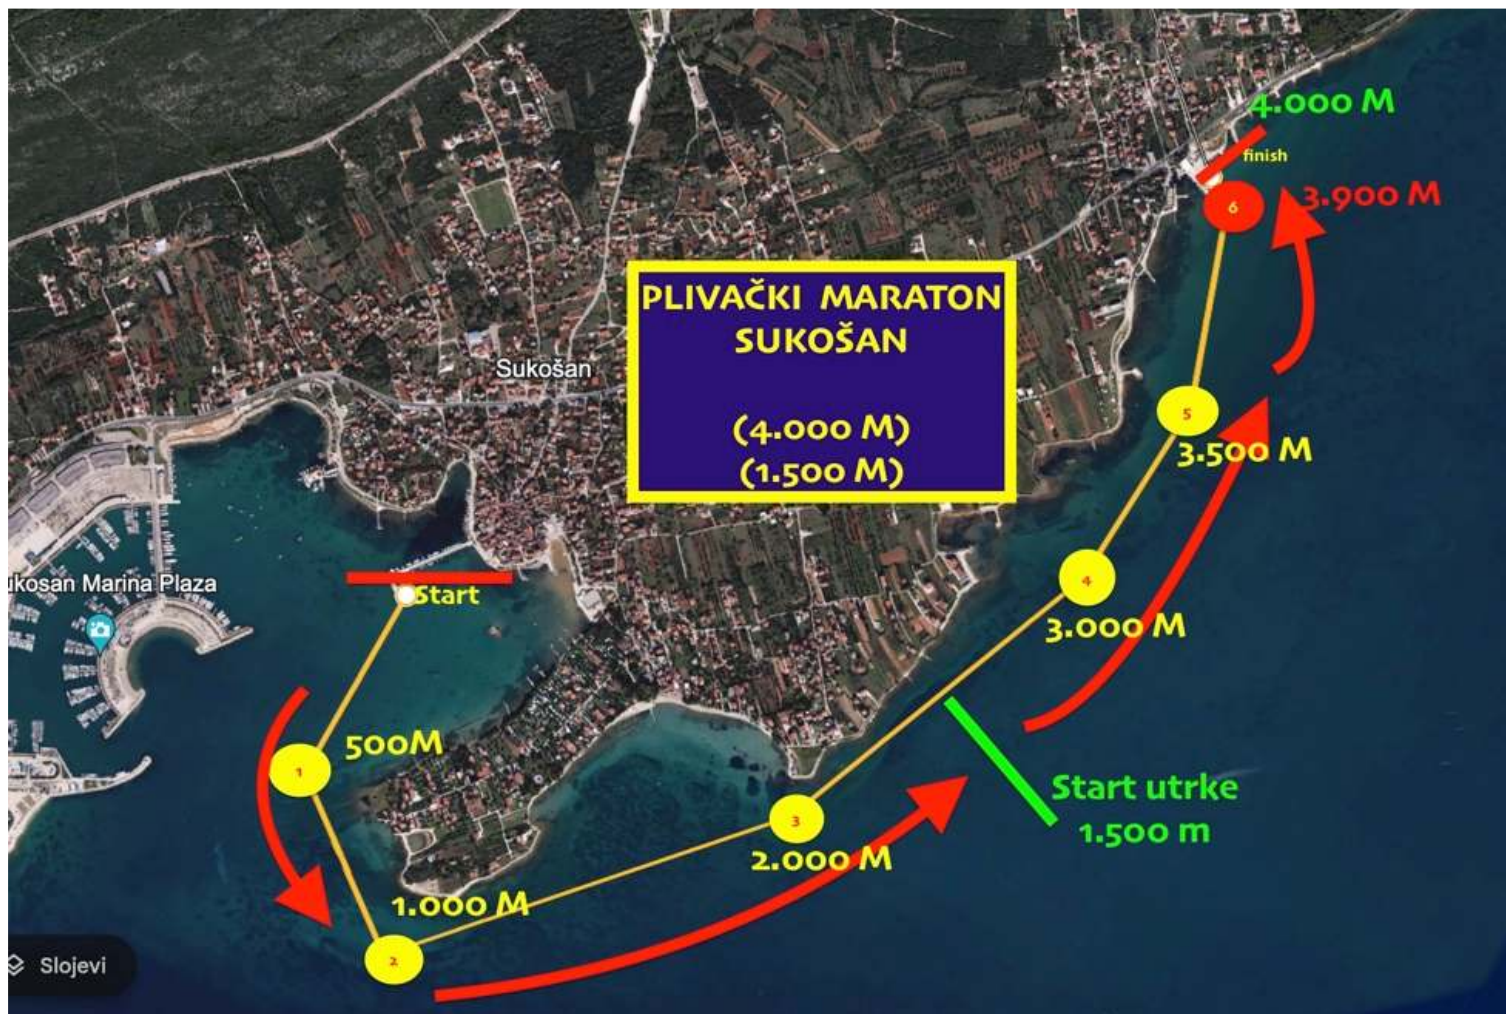 4.000 M
finish
6
3.900 M
PLIVAČKI MARATON
SUKOŠAN
(4.000 M)
(1.500 M)
Sukošan
5
3.500 M
ukosan Marina Plaza
Start
4
3.000 M
500M
1
Start utrke
1.500 m
3
2.000 M
1.000 M
2
Slojevi